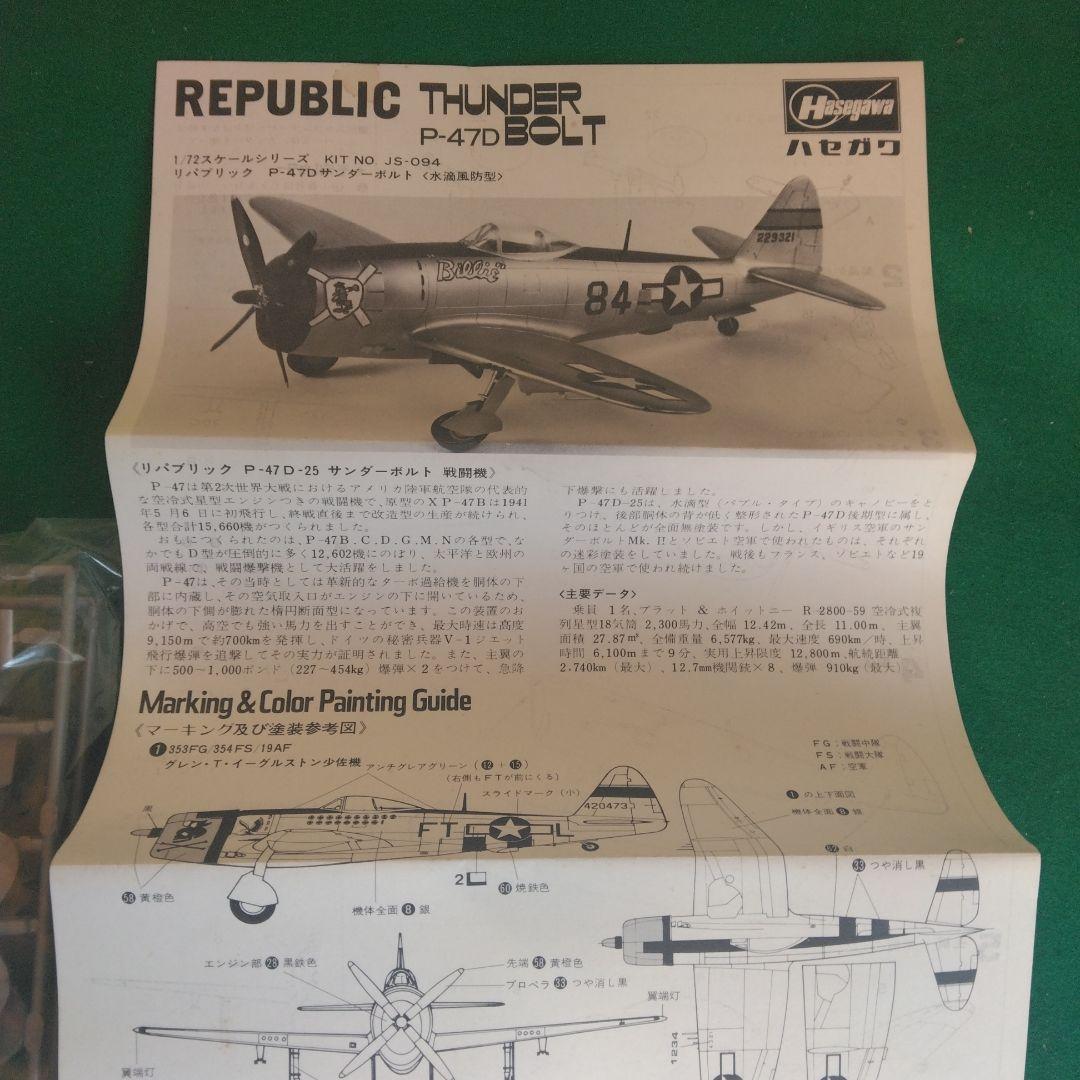 REPUBLIC THUNDER BOLT
P-47D
Hasegawa
ハセガワ
1/72スケールシリーズ KIT NO. JS-094
リパブリック P-47Dサンダーボルト〈水滴風防型〉
229321
Billie
84
《リパブリック P-47D-25 サンダーボルト 戦闘機》
P-47は第2次世界大戦におけるアメリカ陸軍航空隊の代表的
な空冷式星型エンジンつきの戦闘機で、原型のXP-47Bは1941
年5月6日に初飛行し、終戦直後まで改造型の生産が続けられ、
各型合計15,660機がつくられました。
おもにつくられたのは、P-47B.C.D.G.M.Nの各型で、な
かでもD型が圧倒的に多く12,602機にのぼり、太平洋と欧州の
両戦線で、戦闘爆撃機として大活躍をしました。
P-47は、その当時としては革新的なターボ過給機を胴体の下
部に内蔵し、その空気取入口がエンジンの下に開いているため、
胴体の下側が膨れた楕円断面型になっています。この装置のお
かげで、高空でも強い馬力を出すことができ、最大時速は高度
9,150mで約700kmを発揮し、ドイツの秘密兵器V-1ジェット
飛行爆弾を追撃してその実力が証明されました。また、主翼の
下に500〜1,000ポンド(227〜454kg)爆弾×2をつけて、急降
下爆撃にも活躍しました。
P-47D-25は、水滴型(バブル・タイプ)のキャノピーをと
りつけ、後部胴体の背が低く整形されたP-47D後期型に属し、
そのほとんどが全面無塗装です。しかし、イギリス空軍のサン
ダーボルトMk.IIとソビエト空軍で使われたものは、それぞれ
の迷彩塗装をしていました。戦後もフランス、ソビエトなど19
ヶ国の空軍で使われ続けました。
〈主要データ〉
乗員 1名、プラット & ホイットニー R-2800-59 空冷式複
列星型18気筒 2,300馬力、全幅 12.42m、全長 11.00m、主翼
面積 27.87m²、全備重量 6,577kg、最大速度 690km/時、上昇
時間 6,100mまで9分、実用上昇限度 12,800m、航続距離
2,740km(最大)、12.7mm機関銃×8、爆弾 910kg(最大)
Marking & Color Painting Guide
《マーキング及び塗装参考図》
① 353FG/354FS/19AF
グレン・T・イーグルストン少佐機
アンチグレアグリーン(⑫+⑮)
(右側もFTが前にくる)
スライドマーク(小)
FG:戦闘中隊
FS:戦闘大隊
AF:空軍
①の上下面図
機体全面 ⑧ 銀
黒
420473
FT L
2
58 黄橙色
機体全面 ⑧ 銀
60 焼鉄色
白
33 つや消し黒
エンジン部 28 黒鉄色
先端 58 黄橙色
プロペラ 33 つや消し黒
翼端灯
翼端灯
1234